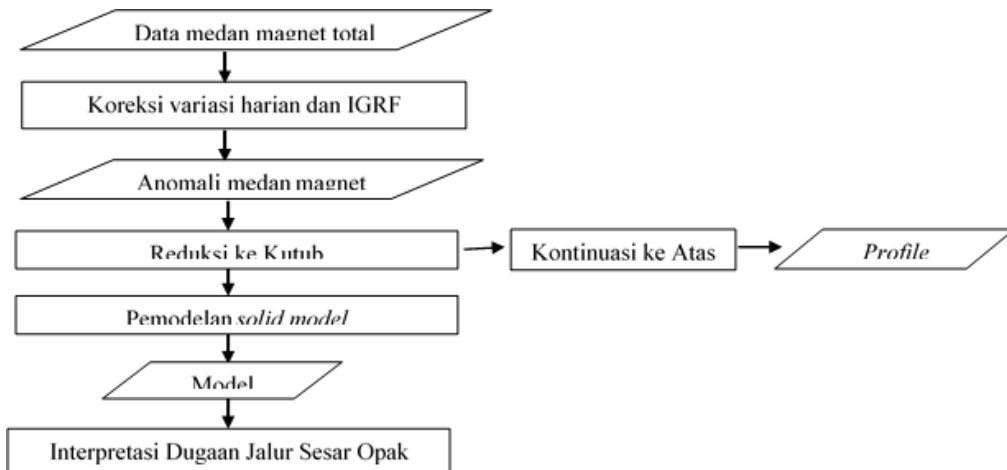 Data medan magnet total
Koreksi variasi harian dan IGRF
Anomali medan magnet
Reduksi ke Kutub
Kontinuasi ke Atas
Profile
Pemodelan solid model
Model
Interpretasi Dugaan Jalur Sesar Opak